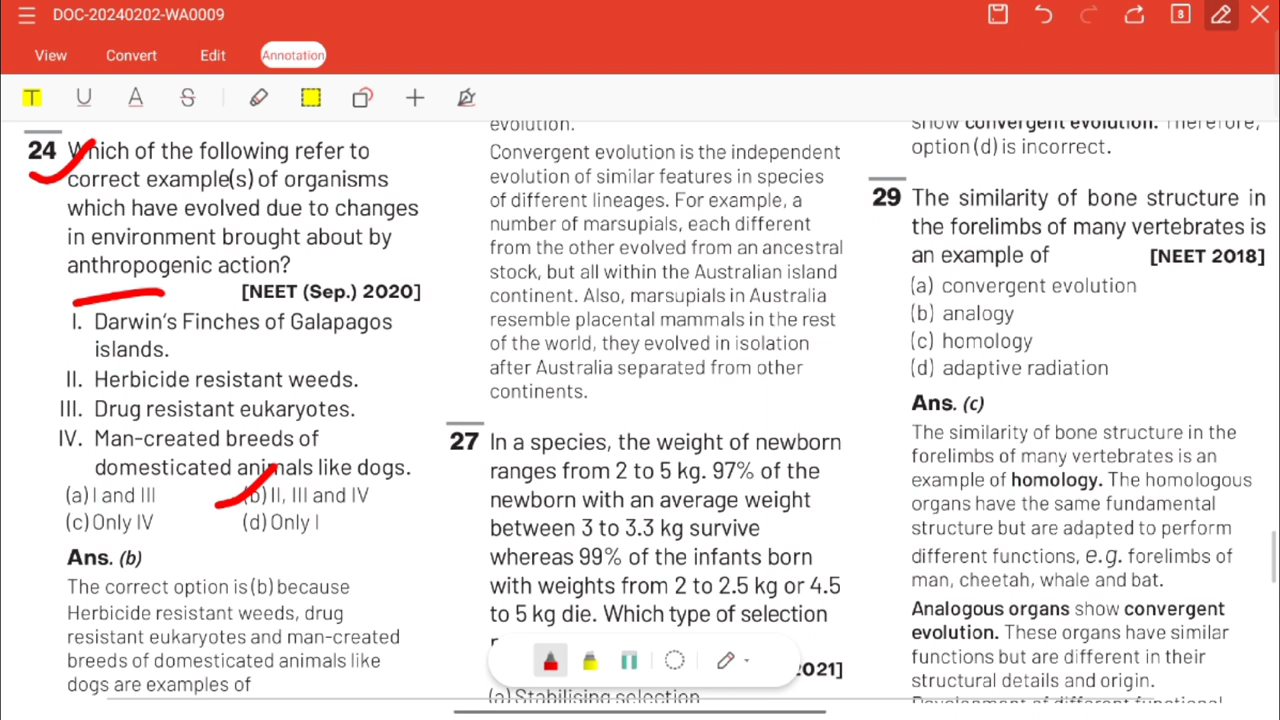 DOC-20240202-WA0009
8
View Convert Edit Annotation
T U A S
24 Which of the following refer to
correct example(s) of organisms
which have evolved due to changes
in environment brought about by
anthropogenic action?
[NEET (Sep.) 2020]
I. Darwin's Finches of Galapagos
islands.
II. Herbicide resistant weeds.
III. Drug resistant eukaryotes.
IV. Man-created breeds of
domesticated animals like dogs.
(a) I and III (b) II, III and IV
(c) Only IV (d) Only I
Ans. (b)
The correct option is (b) because
Herbicide resistant weeds, drug
resistant eukaryotes and man-created
breeds of domesticated animals like
dogs are examples of
evolution.
Convergent evolution is the independent
evolution of similar features in species
of different lineages. For example, a
number of marsupials, each different
from the other evolved from an ancestral
stock, but all within the Australian island
continent. Also, marsupials in Australia
resemble placental mammals in the rest
of the world, they evolved in isolation
after Australia separated from other
continents.
27 In a species, the weight of newborn
ranges from 2 to 5 kg. 97% of the
newborn with an average weight
between 3 to 3.3 kg survive
whereas 99% of the infants born
with weights from 2 to 2.5 kg or 4.5
to 5 kg die. Which type of selection
2021]
(a) Stabilising selection
show convergent evolution. Therefore,
option (d) is incorrect.
29 The similarity of bone structure in
the forelimbs of many vertebrates is
an example of [NEET 2018]
(a) convergent evolution
(b) analogy
(c) homology
(d) adaptive radiation
Ans. (c)
The similarity of bone structure in the
forelimbs of many vertebrates is an
example of homology. The homologous
organs have the same fundamental
structure but are adapted to perform
different functions, e.g. forelimbs of
man, cheetah, whale and bat.
Analogous organs show convergent
evolution. These organs have similar
functions but are different in their
structural details and origin.
Development of different functional